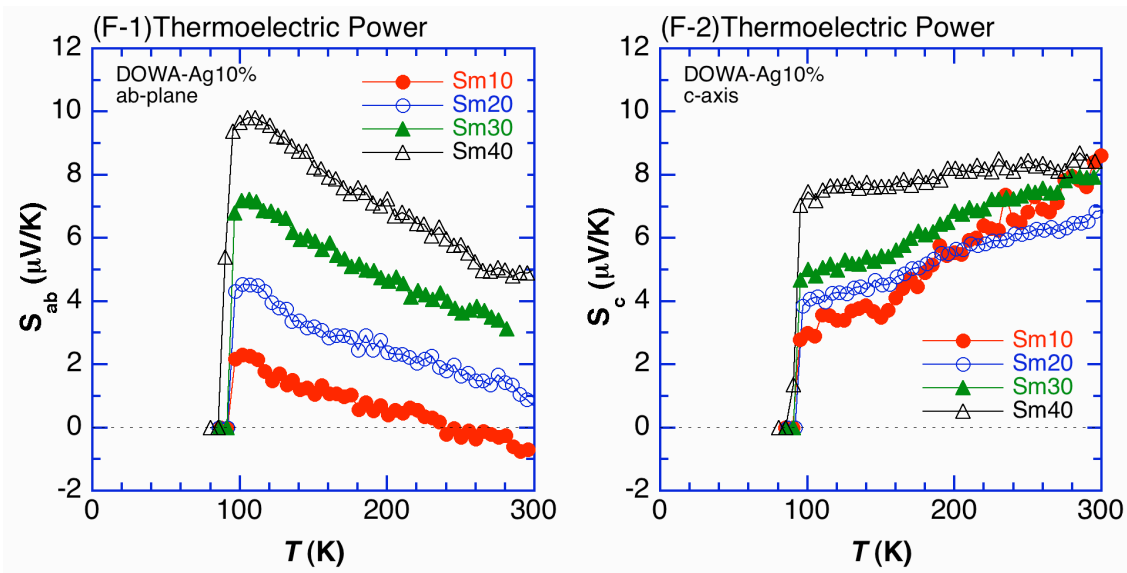 (F-1)Thermoelectric Power
12
10
8
6
4
2
0
-2
S ab (μV/K)
DOWA-Ag10%
ab-plane
Sm10
Sm20
Sm30
Sm40
0
100
200
300
T (K)
(F-2)Thermoelectric Power
12
10
8
6
4
2
0
-2
S c (μV/K)
DOWA-Ag10%
c-axis
Sm10
Sm20
Sm30
Sm40
0
100
200
300
T (K)